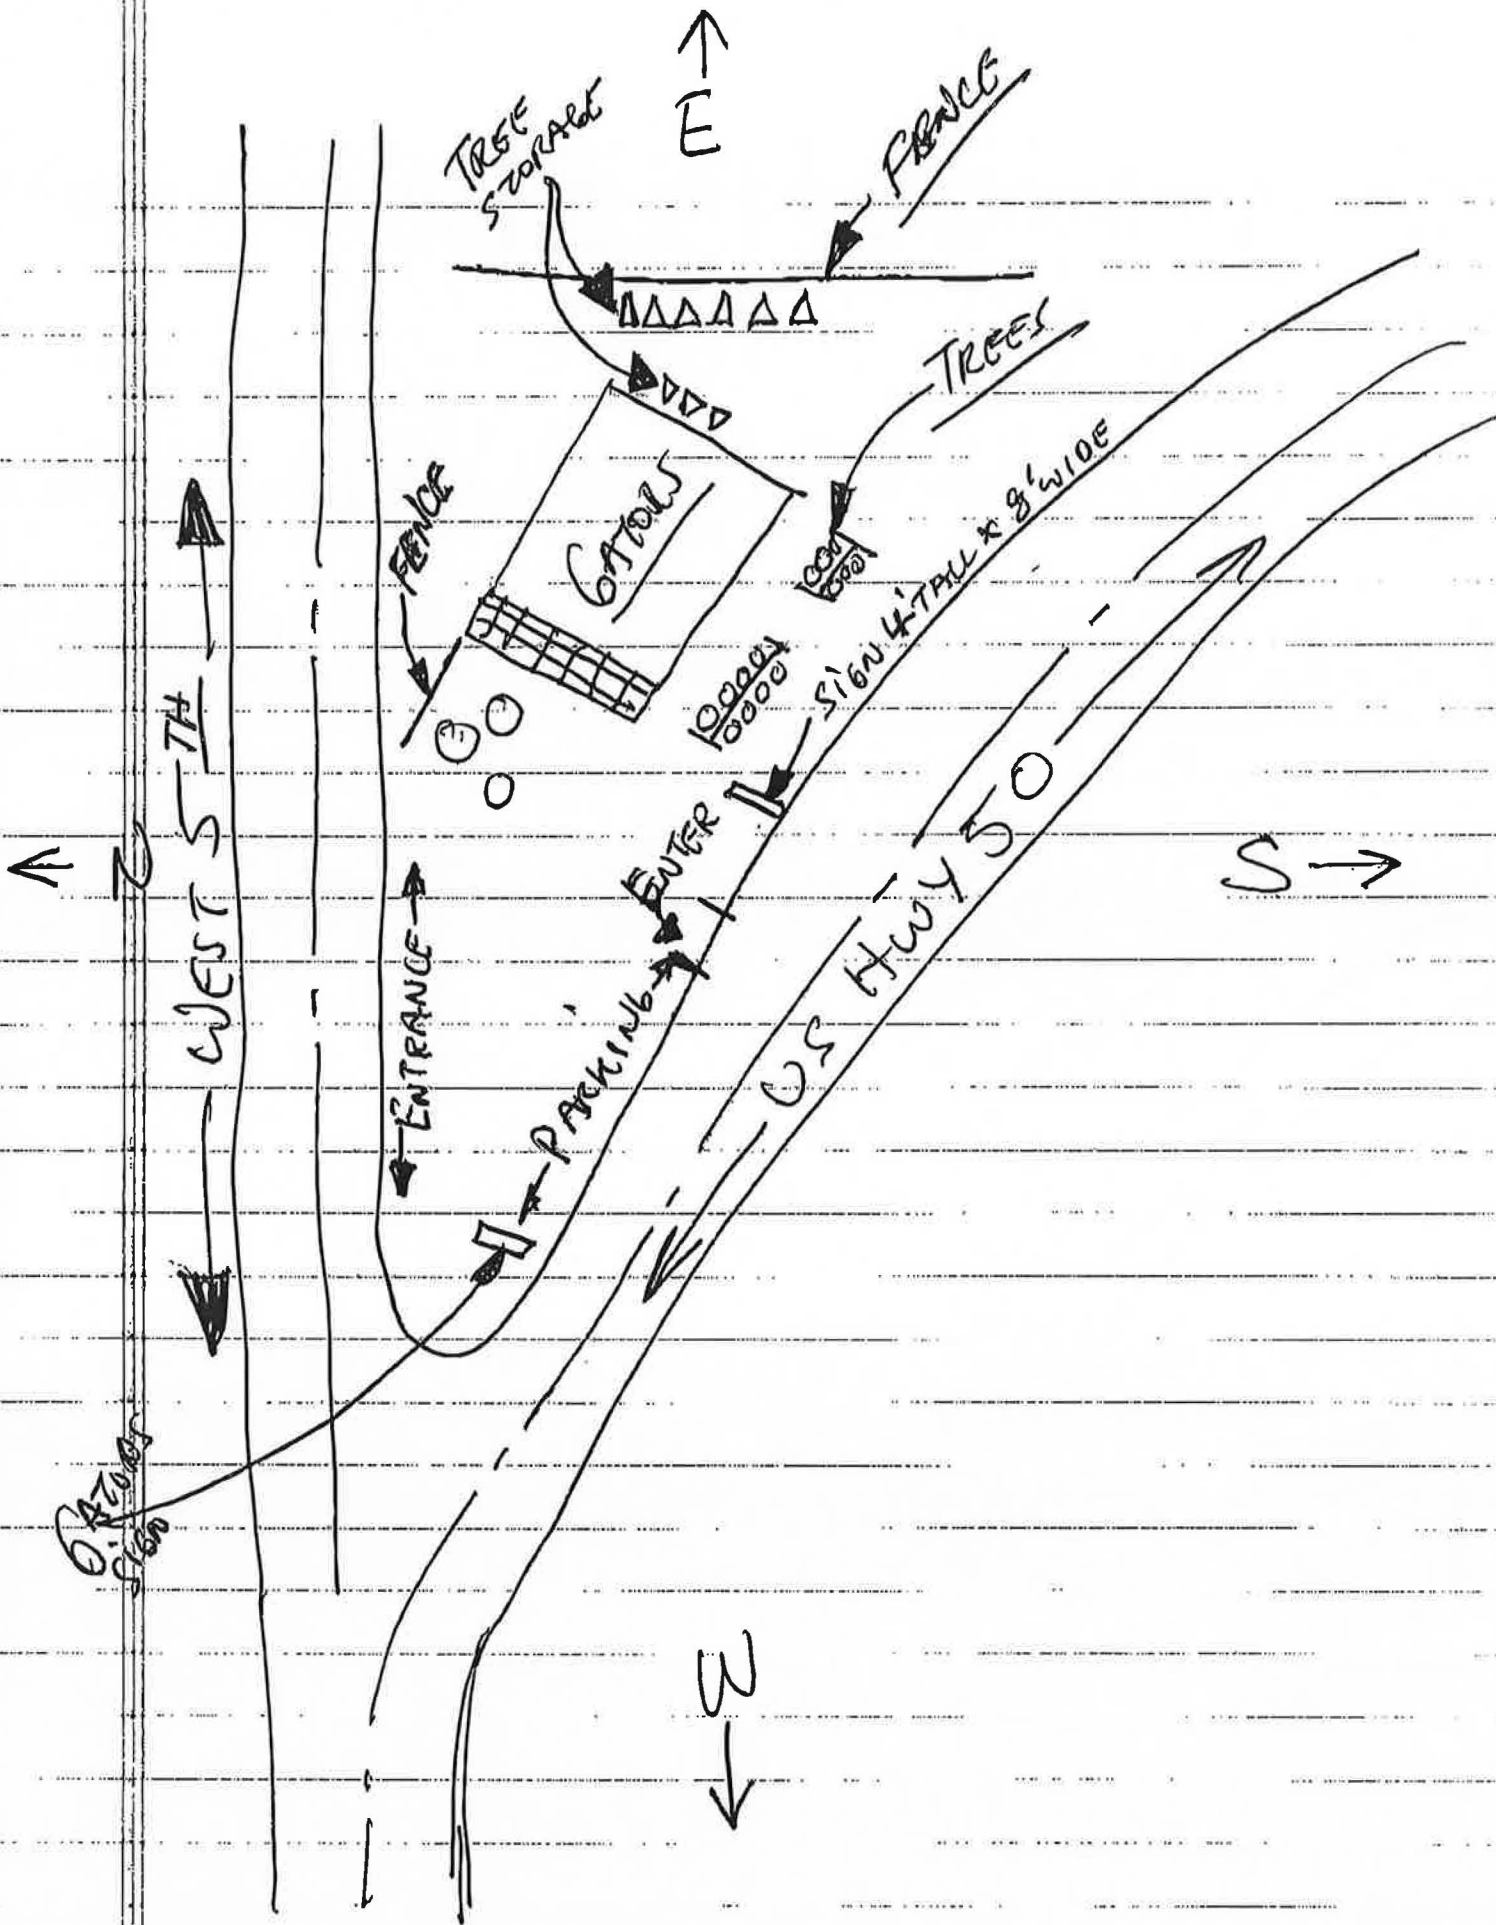 E
TREE
STORAGE
FENCE
TREES
SIGN 4' TALL x 8' WIDE
FENCE
GATORS
WEST 5TH
N
S
ENTER
ENTRANCE
PARKING
US HWY 50
GATORS
SIGN
W